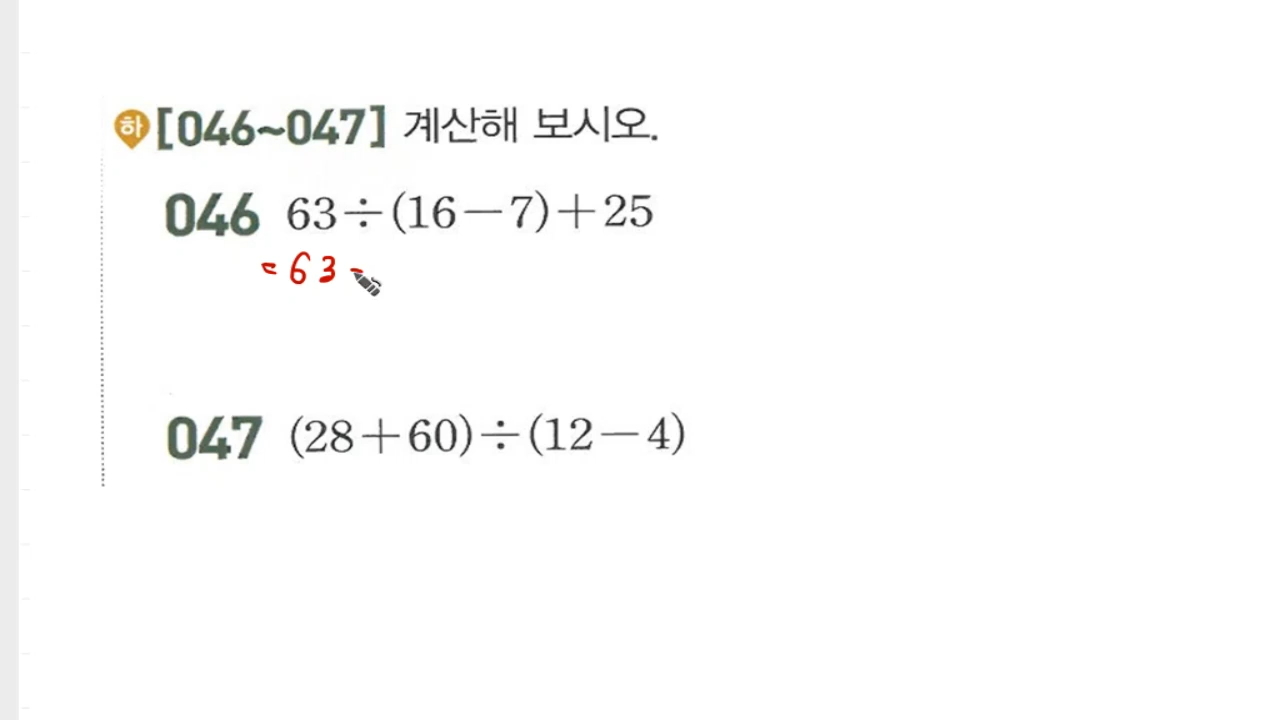 하 [046~047] 계산해 보시오.
046 63÷(16-7)+25
=63-
047 (28+60)÷(12-4)